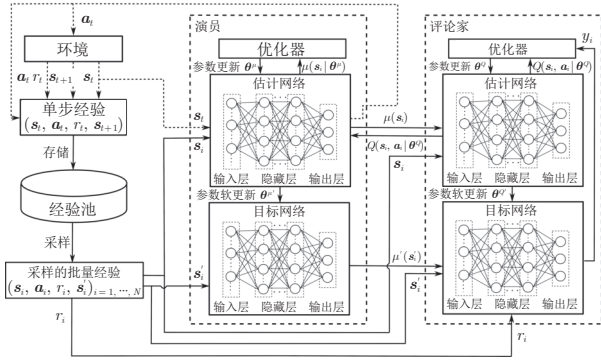 a_t
环境
a_t r_t s_{t+1} s_t
单步经验
(s_t, a_t, r_t, s_{t+1})
存储
经验池
采样
采样的批量经验
(s_i, a_i, r_i, s_i')_{i=1, ..., N}
r_i
演员
优化器
参数更新 θ^μ
μ(s_i|θ^μ)
估计网络
s_t
s_i
输入层 隐藏层 输出层
参数软更新 θ^{μ'}
目标网络
s_i'
输入层 隐藏层 输出层
μ(s_i)
Q(s_i, a_i|θ^Q)
s_i
μ'(s_i')
s_i'
评论家
y_i
优化器
参数更新 θ^Q
Q(s_i, a_i|θ^Q)
估计网络
输入层 隐藏层 输出层
参数软更新 θ^{Q'}
目标网络
输入层 隐藏层 输出层
r_i